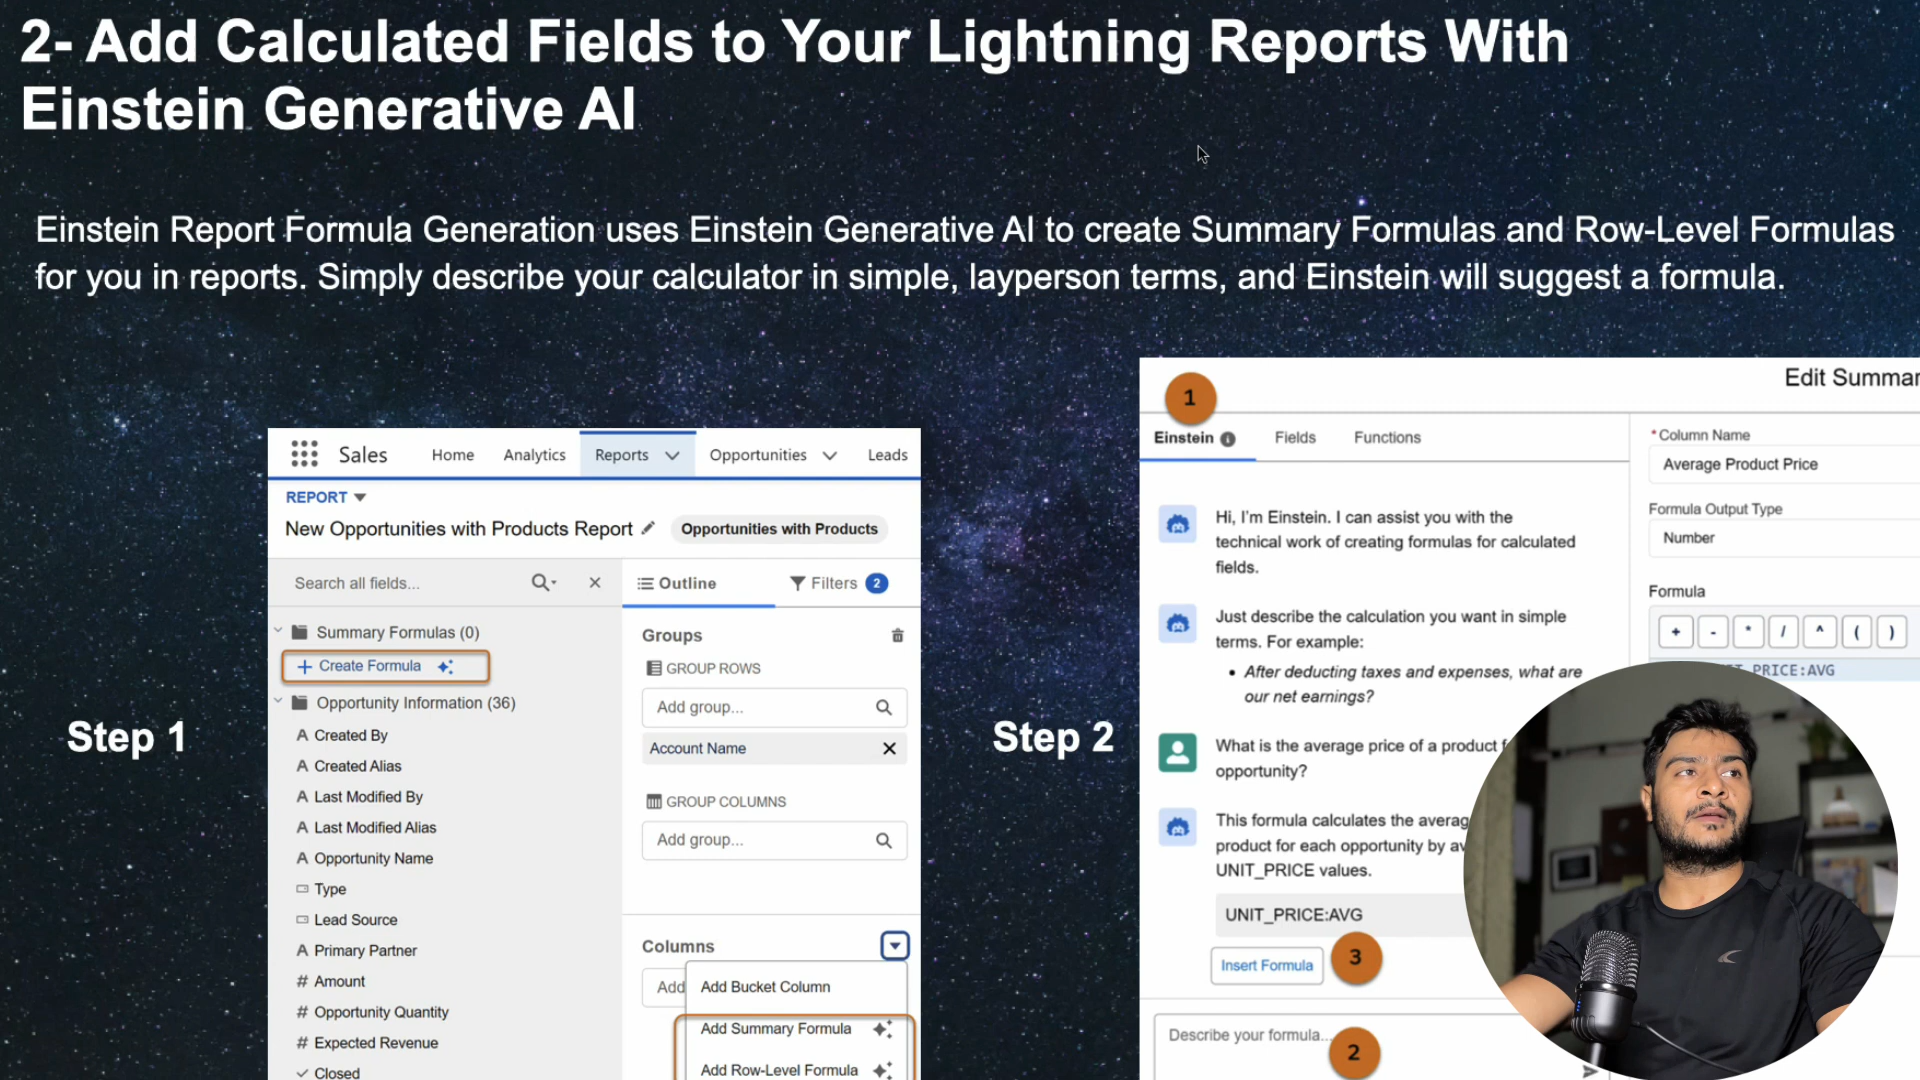 2- Add Calculated Fields to Your Lightning Reports With
Einstein Generative AI
Einstein Report Formula Generation uses Einstein Generative AI to create Summary Formulas and Row-Level Formulas
for you in reports. Simply describe your calculator in simple, layperson terms, and Einstein will suggest a formula.
Step 1
Sales
Home
Analytics
Reports
Opportunities
Leads
REPORT
New Opportunities with Products Report
Opportunities with Products
Search all fields...
Outline
Filters
2
Summary Formulas (0)
+ Create Formula
Opportunity Information (36)
A Created By
A Created Alias
A Last Modified By
A Last Modified Alias
A Opportunity Name
Type
Lead Source
A Primary Partner
# Amount
# Opportunity Quantity
# Expected Revenue
Closed
Groups
GROUP ROWS
Add group...
Account Name
GROUP COLUMNS
Add group...
Columns
Add
Add Bucket Column
Add Summary Formula
Add Row-Level Formula
Step 2
1
Edit Summar
Einstein
Fields
Functions
Hi, I'm Einstein. I can assist you with the
technical work of creating formulas for calculated
fields.
Just describe the calculation you want in simple
terms. For example:
• After deducting taxes and expenses, what are
our net earnings?
What is the average price of a product
opportunity?
This formula calculates the averag
product for each opportunity by av
UNIT_PRICE values.
UNIT_PRICE:AVG
Insert Formula
3
Describe your formula...
2
*Column Name
Average Product Price
Formula Output Type
Number
Formula
+ - * / ^ ( )
PRICE:AVG